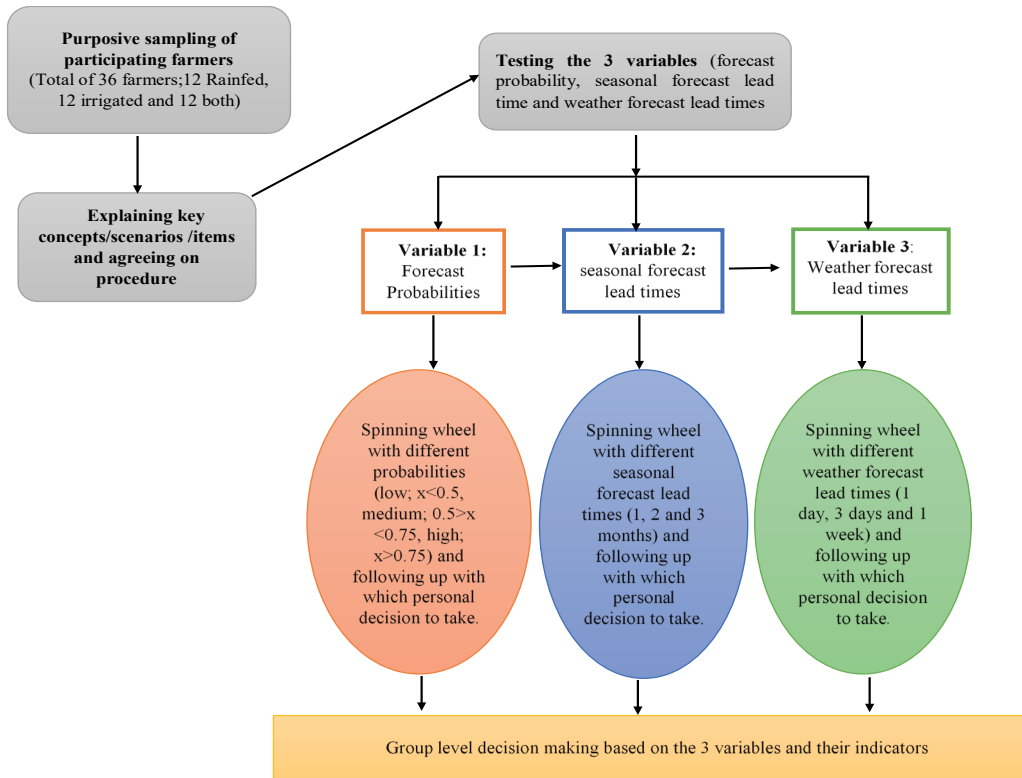 Purposive sampling of
participating farmers
(Total of 36 farmers;12 Rainfed,
12 irrigated and 12 both)
Explaining key
concepts/scenarios /items
and agreeing on
procedure
Testing the 3 variables (forecast
probability, seasonal forecast lead
time and weather forecast lead times
Variable 1:
Forecast
Probabilities
Variable 2:
seasonal forecast
lead times
Variable 3:
Weather forecast
lead times
Spinning wheel
with different
probabilities
(low; x<0.5,
medium; 0.5>x
<0.75, high;
x>0.75) and
following up with
which personal
decision to take.
Spinning wheel
with different
seasonal
forecast lead
times (1, 2 and 3
months) and
following up
with which
personal
decision to take.
Spinning wheel
with different
weather forecast
lead times (1
day, 3 days and 1
week) and
following up
with which
personal decision
to take.
Group level decision making based on the 3 variables and their indicators